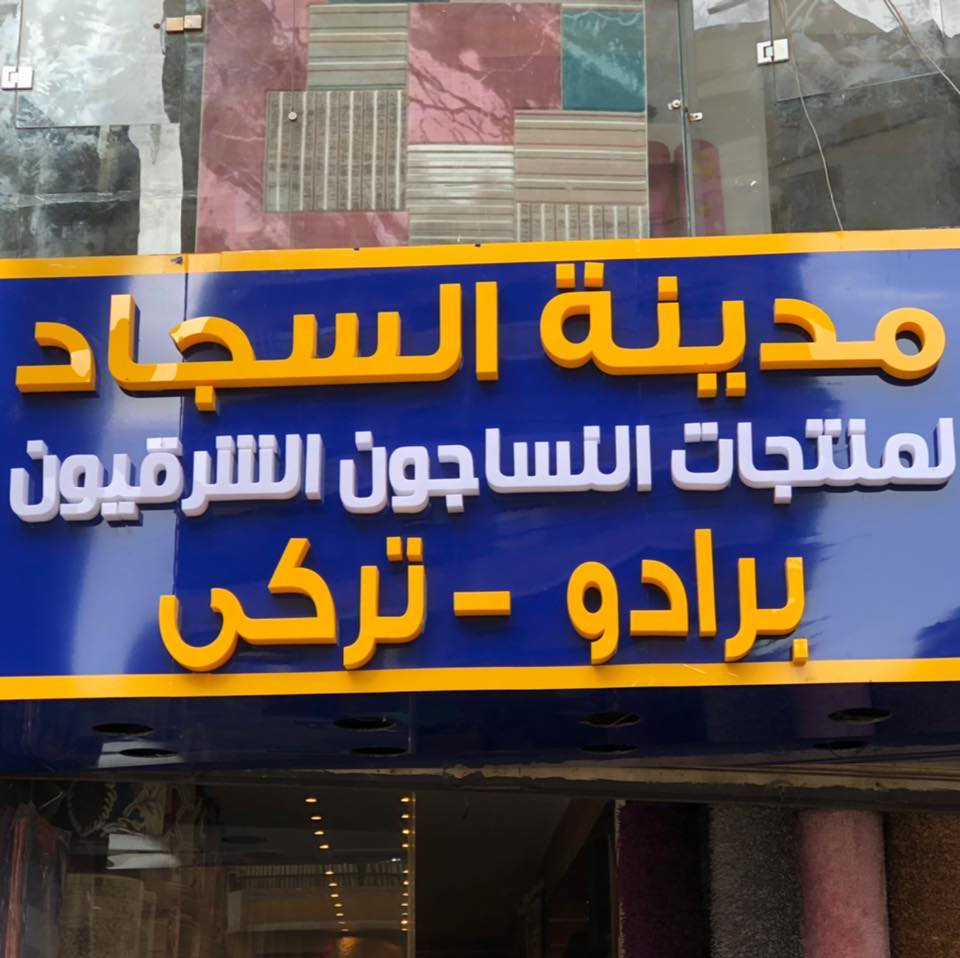 مدينة السجاد
لمنتجات النساجون الشرقيون
برادو - تركى